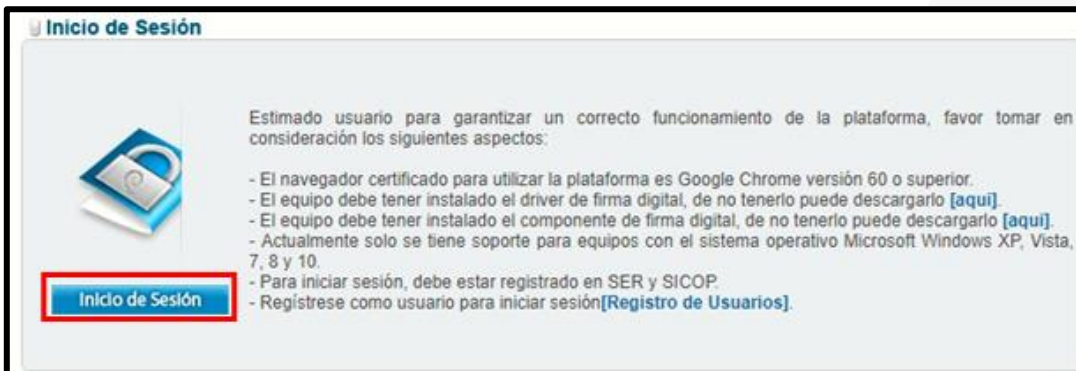 Inicio de Sesión
Estimado usuario para garantizar un correcto funcionamiento de la plataforma, favor tomar en
consideración los siguientes aspectos:
- El navegador certificado para utilizar la plataforma es Google Chrome versión 60 o superior.
- El equipo debe tener instalado el driver de firma digital, de no tenerlo puede descargarlo [aquí].
- El equipo debe tener instalado el componente de firma digital, de no tenerlo puede descargarlo [aquí].
- Actualmente solo se tiene soporte para equipos con el sistema operativo Microsoft Windows XP, Vista,
7, 8 y 10.
- Para iniciar sesión, debe estar registrado en SER y SICOP.
- Regístrese como usuario para iniciar sesión[Registro de Usuarios].
Inicio de Sesión